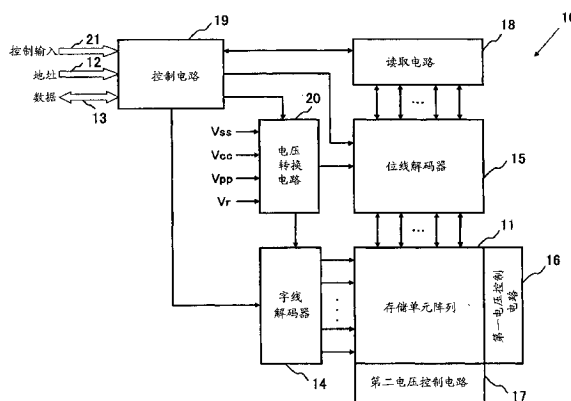 19
18
10
控制输入
21
地址
12
数据
13
控制电路
读取电路
20
Vss
Vcc
Vpp
Vr
电压
转换
电路
位线解码器
15
11
16
字线
解码器
存储单元阵列
第一电压控制
电路
14
第二电压控制电路
17